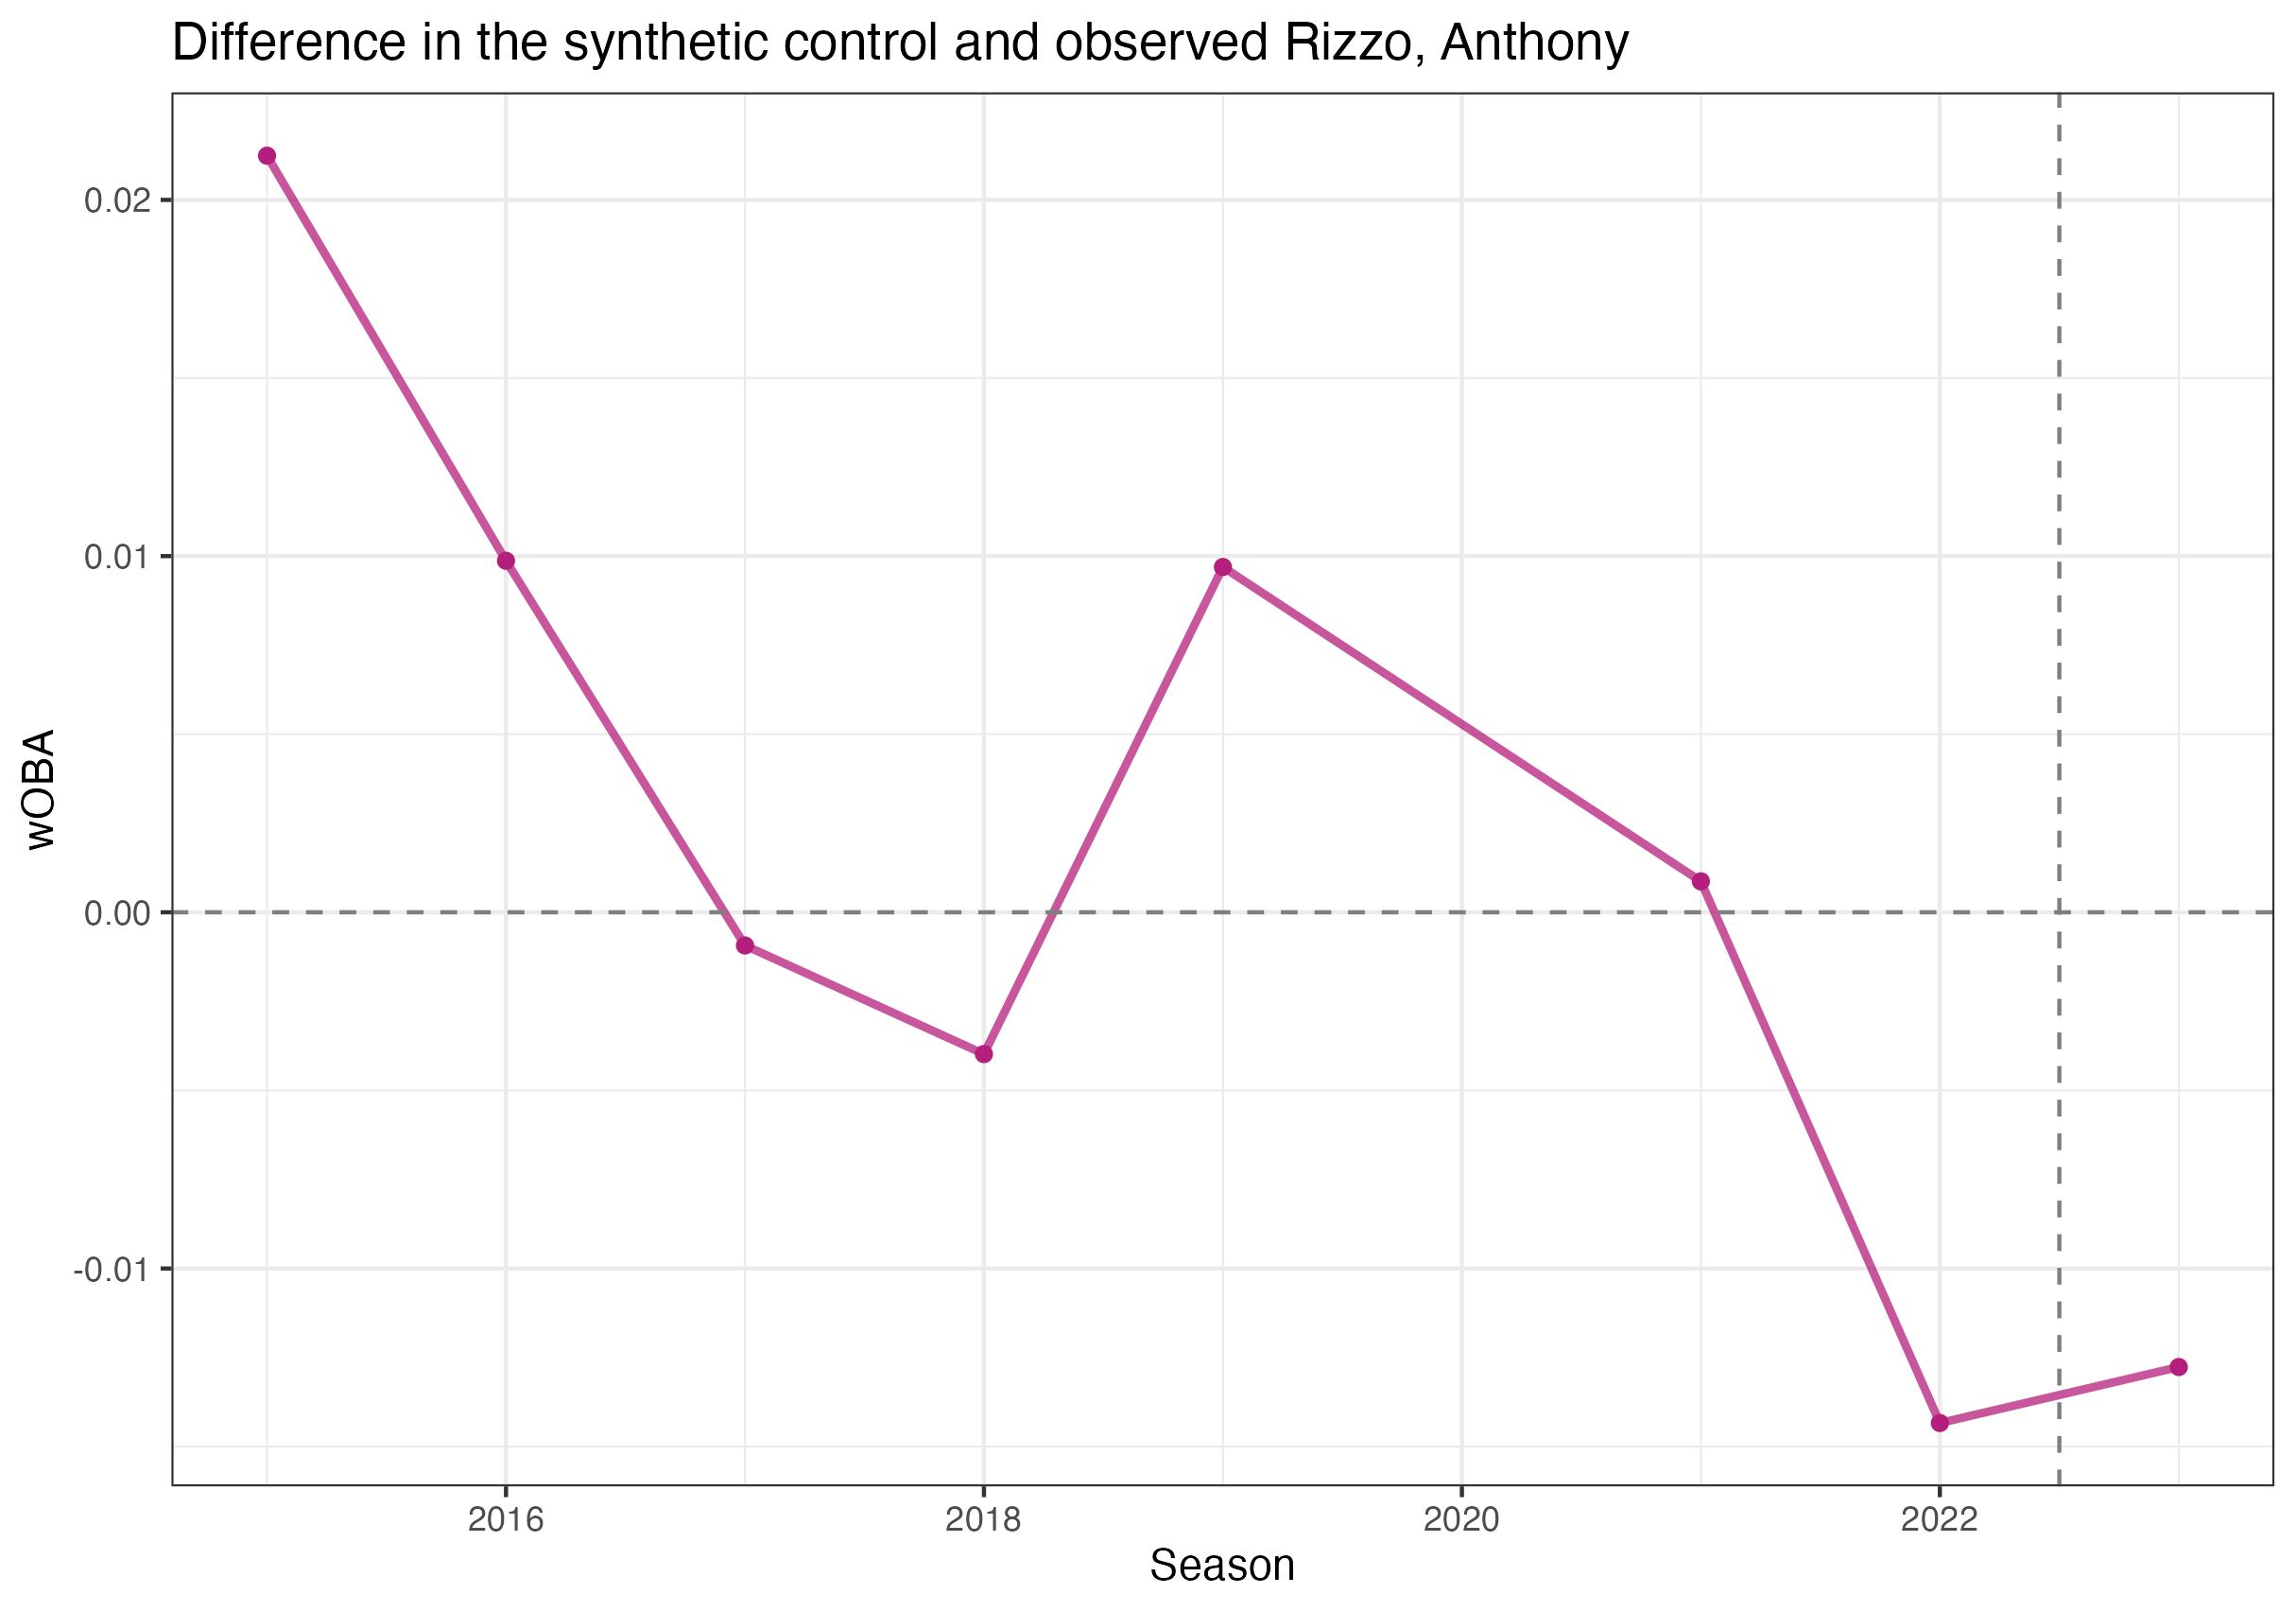 Difference in the synthetic control and observed Rizzo, Anthony
0.02
0.01
0.00
-0.01
wOBA
2016 2018 2020 2022
Season